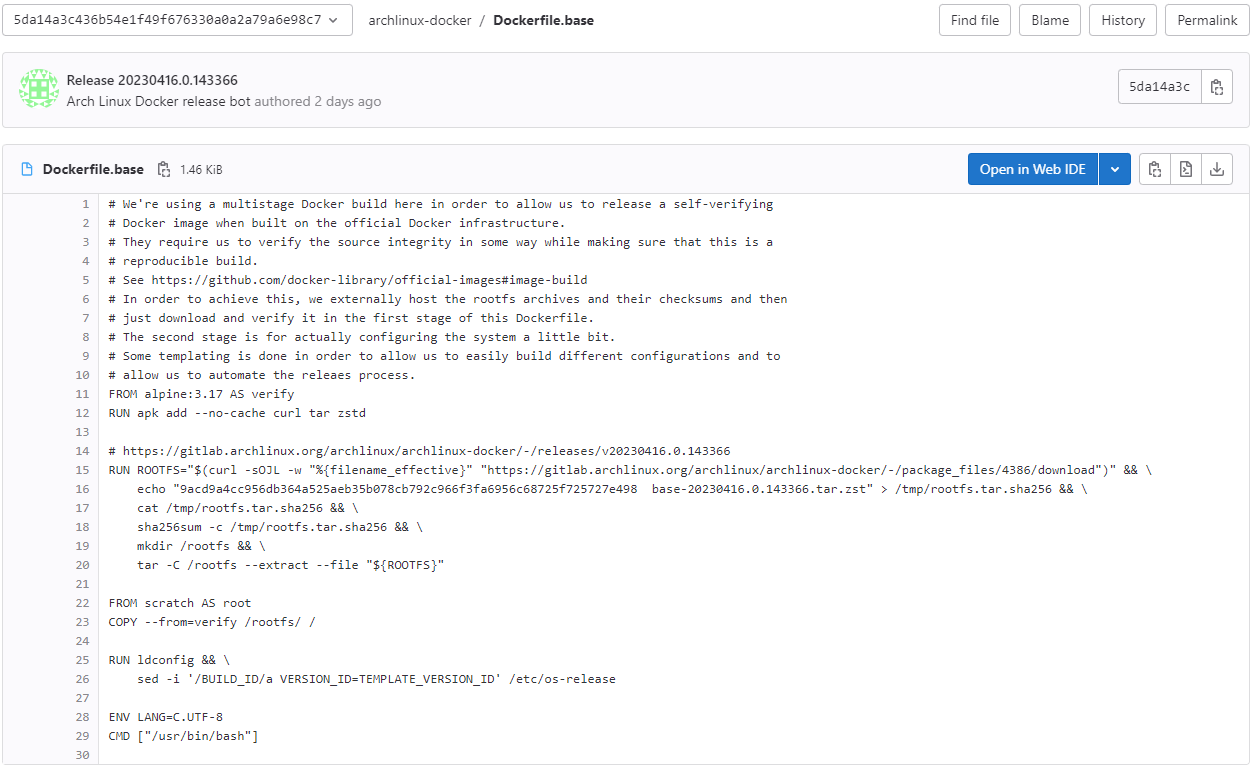 5da14a3c436b54e1f49f676330a0a2a79a6e98c7
archlinux-docker / Dockerfile.base
Find file
Blame
History
Permalink
Release 20230416.0.143366
Arch Linux Docker release bot authored 2 days ago
5da14a3c
Dockerfile.base 1.46 KiB
Open in Web IDE
1 # We're using a multistage Docker build here in order to allow us to release a self-verifying
2 # Docker image when built on the official Docker infrastructure.
3 # They require us to verify the source integrity in some way while making sure that this is a
4 # reproducible build.
5 # See https://github.com/docker-library/official-images#image-build
6 # In order to achieve this, we externally host the rootfs archives and their checksums and then
7 # just download and verify it in the first stage of this Dockerfile.
8 # The second stage is for actually configuring the system a little bit.
9 # Some templating is done in order to allow us to easily build different configurations and to
10 # allow us to automate the releaes process.
11 FROM alpine:3.17 AS verify
12 RUN apk add --no-cache curl tar zstd
13
14 # https://gitlab.archlinux.org/archlinux/archlinux-docker/-/releases/v20230416.0.143366
15 RUN ROOTFS="$(curl -sOJL -w "%{filename_effective}" "https://gitlab.archlinux.org/archlinux/archlinux-docker/-/package_files/4386/download")" && \
16     echo "9acd9a4cc956db364a525aeb35b078cb792c966f3fa6956c68725f725727e498  base-20230416.0.143366.tar.zst" > /tmp/rootfs.tar.sha256 && \
17     cat /tmp/rootfs.tar.sha256 && \
18     sha256sum -c /tmp/rootfs.tar.sha256 && \
19     mkdir /rootfs && \
20     tar -C /rootfs --extract --file "${ROOTFS}"
21
22 FROM scratch AS root
23 COPY --from=verify /rootfs/ /
24
25 RUN ldconfig && \
26     sed -i '/BUILD_ID/a VERSION_ID=TEMPLATE_VERSION_ID' /etc/os-release
27
28 ENV LANG=C.UTF-8
29 CMD ["/usr/bin/bash"]
30